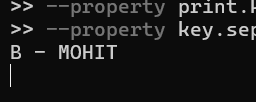 >> --property print.k
>> --property key.sep
B - MOHIT